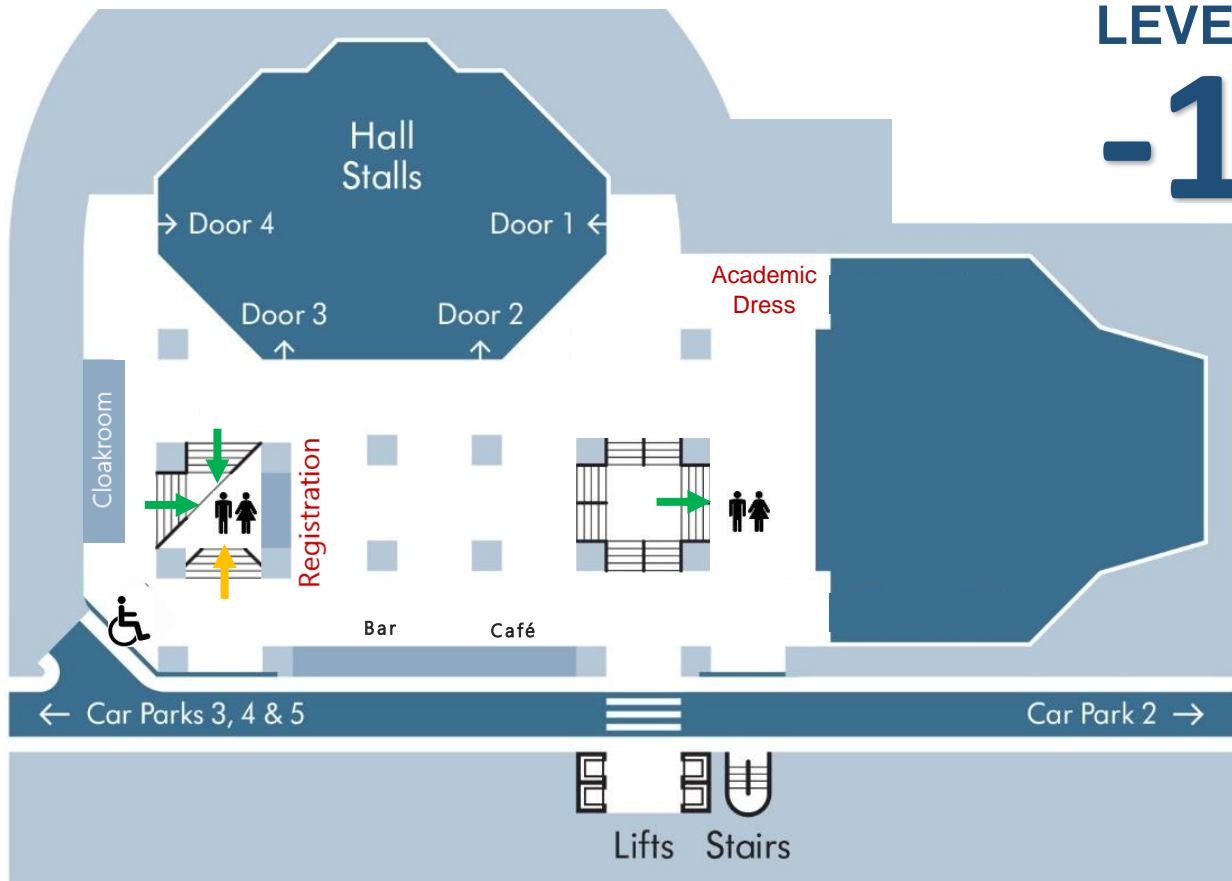 LEVE
-1
Hall
Stalls
→ Door 4
Door 1 ←
Academic
Dress
Door 3
Door 2
Cloakroom
Registration
Bar
Café
← Car Parks 3, 4 & 5
Car Park 2 →
Lifts
Stairs